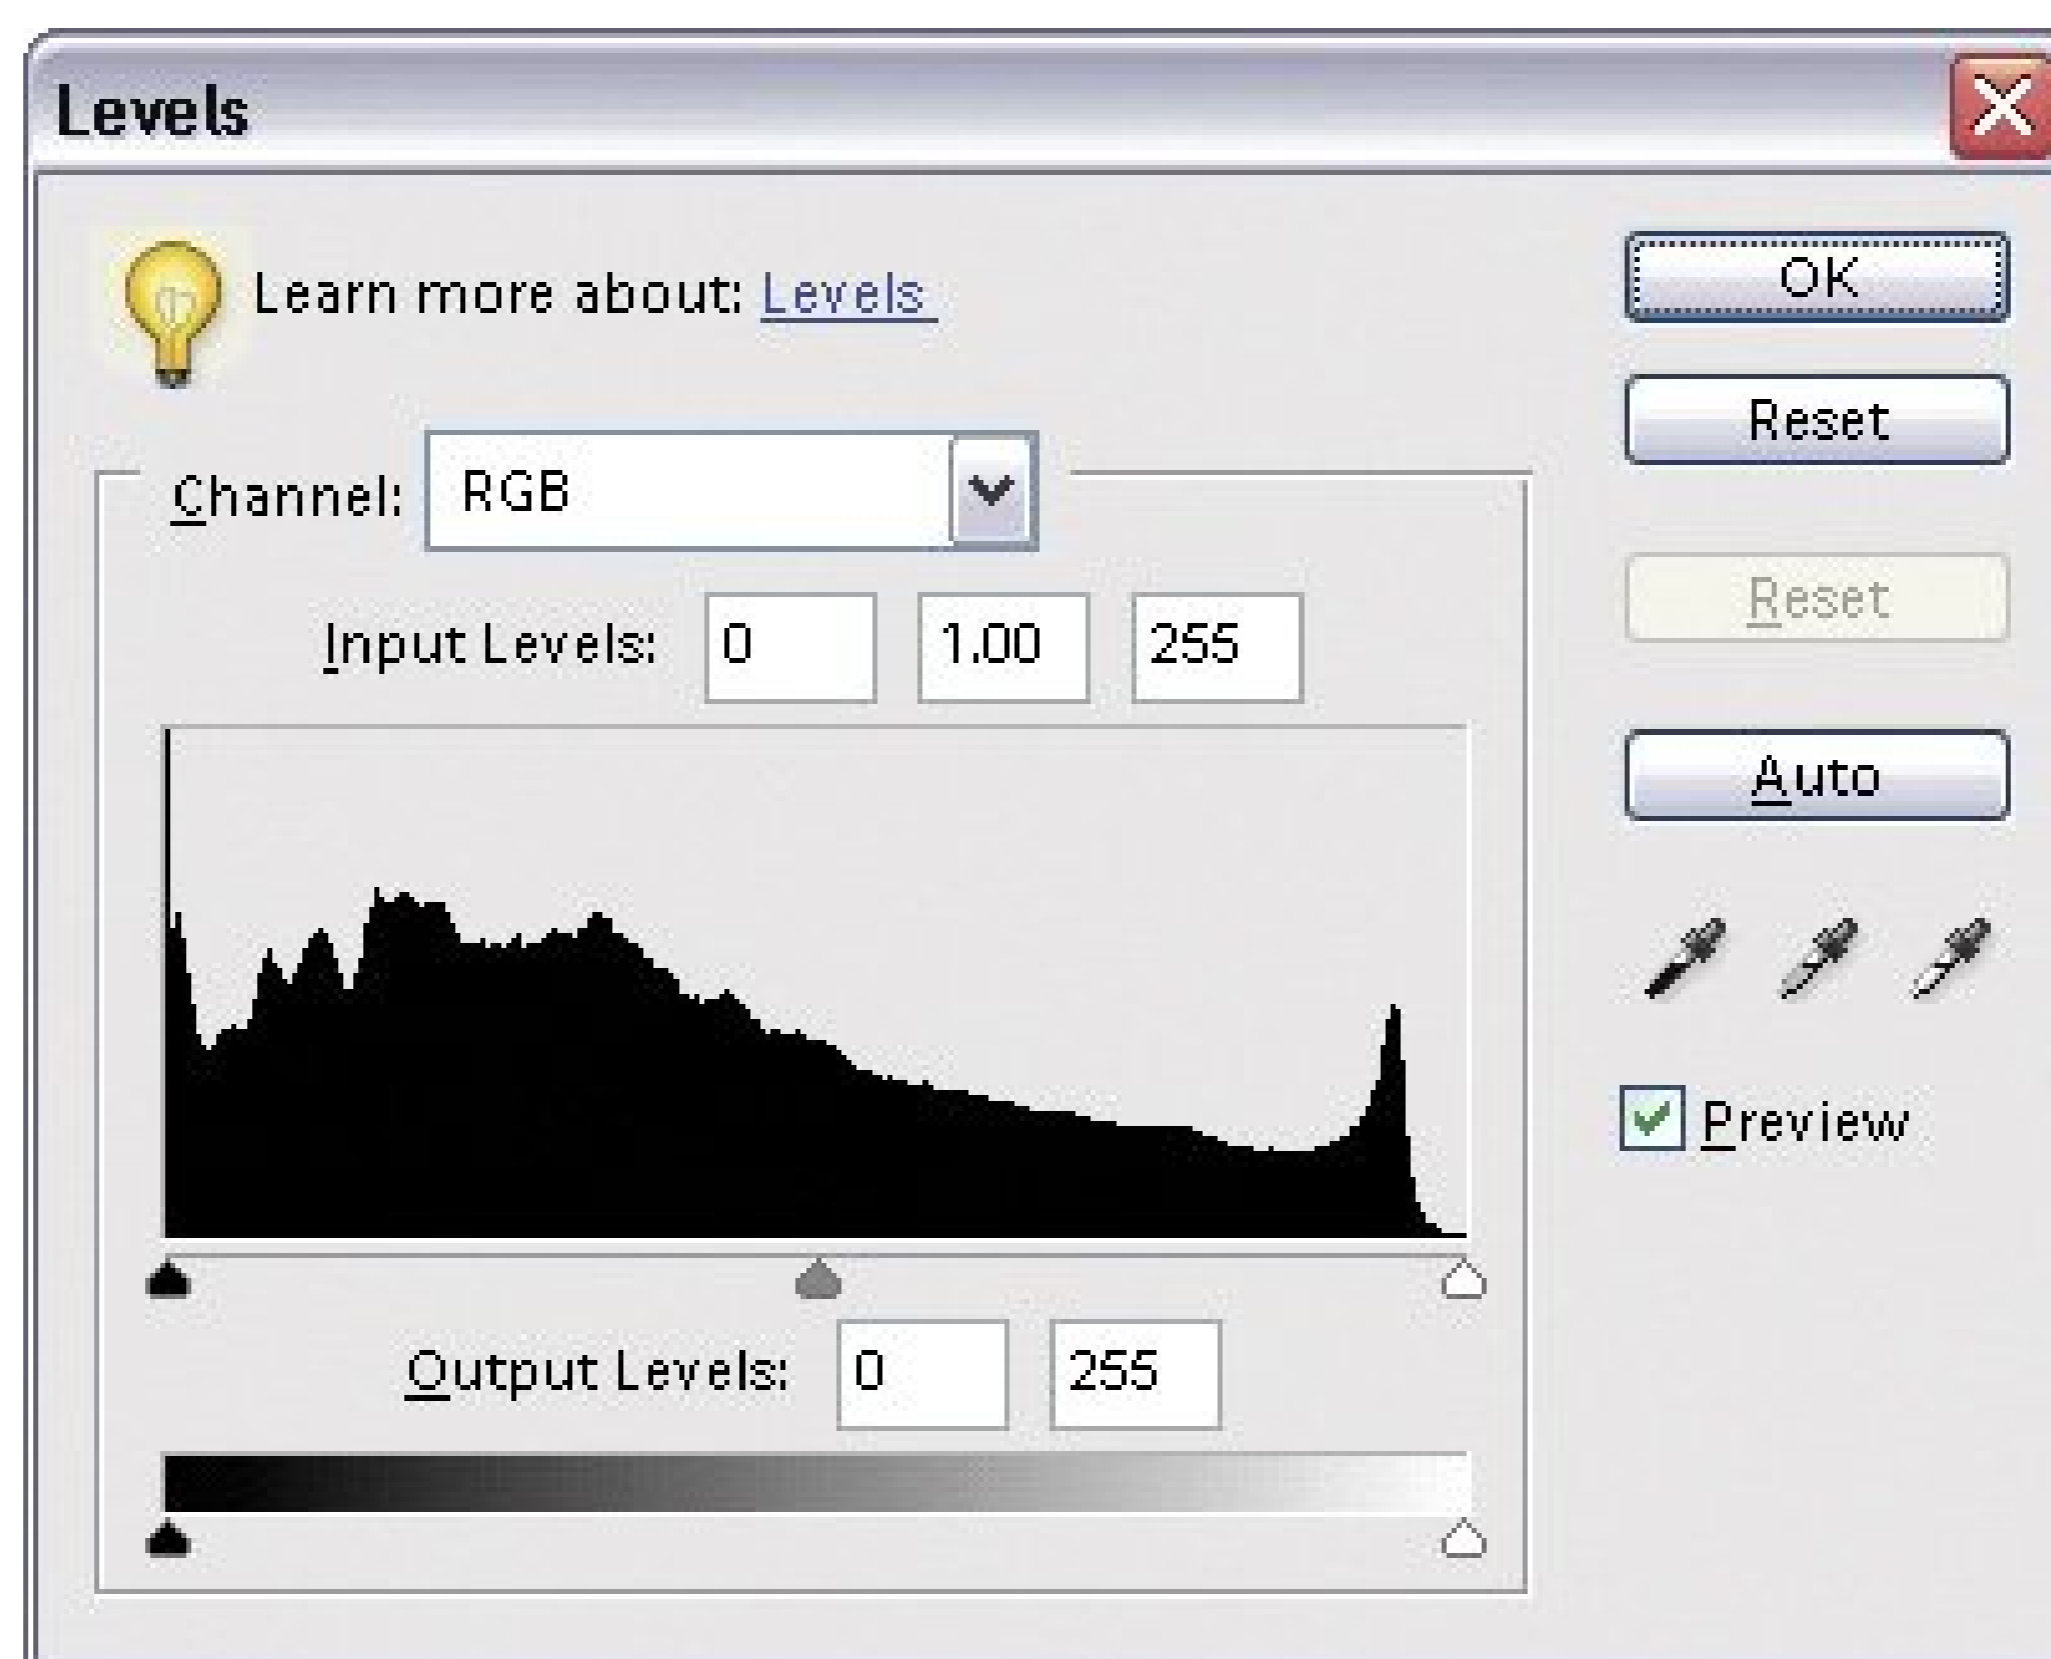 Levels
Learn more about: Levels
OK
Reset
Channel: RGB
Input Levels: 0 1.00 255
Reset
Auto
Preview
Output Levels: 0 255